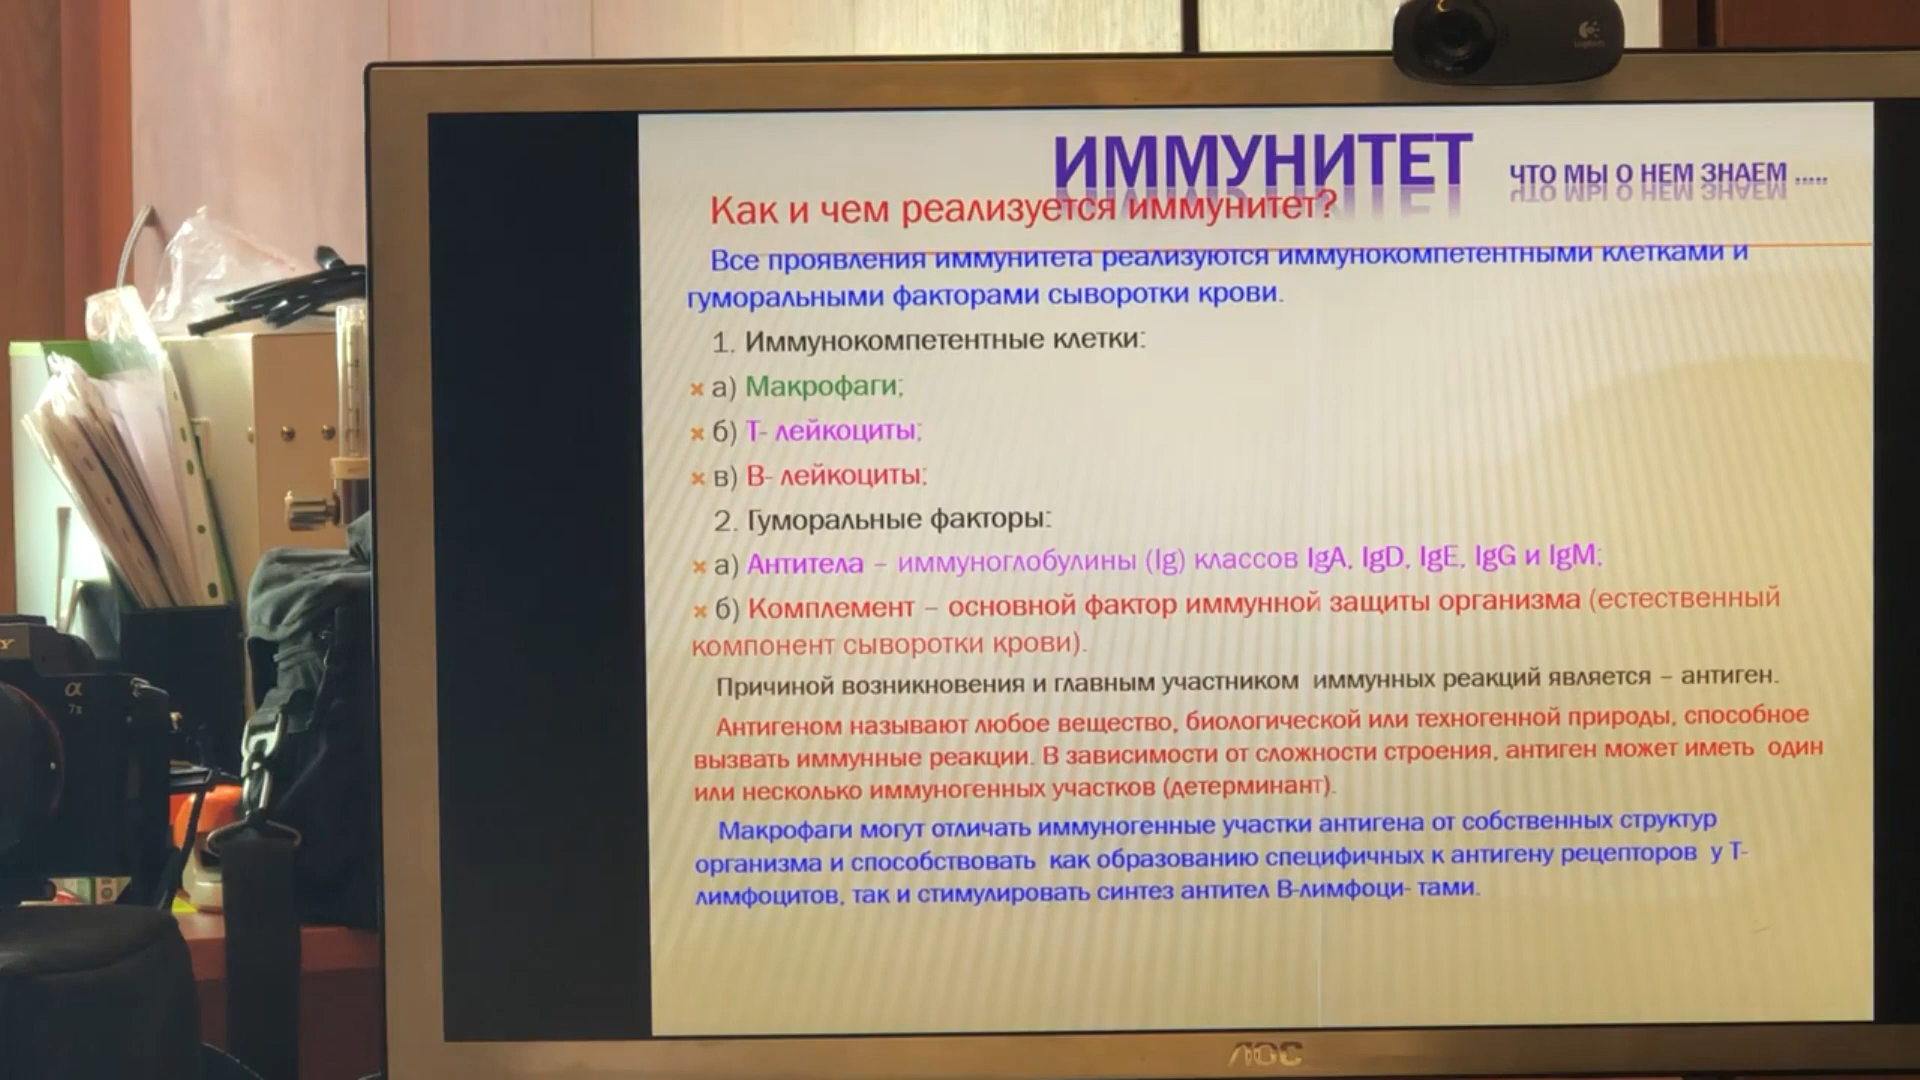 ИММУНИТЕТ ЧТО МЫ О НЕМ ЗНАЕМ .....
Как и чем реализуется иммунитет?
Все проявления иммунитета реализуются иммунокомпетентными клетками и
гуморальными факторами сыворотки крови.
1. Иммунокомпетентные клетки:
а) Макрофаги;
б) Т- лейкоциты;
в) В- лейкоциты;
2. Гуморальные факторы:
а) Антитела – иммуноглобулины (Ig) классов IgA, IgD, IgE, IgG и IgM;
б) Комплемент – основной фактор иммунной защиты организма (естественный
компонент сыворотки крови).
Причиной возникновения и главным участником иммунных реакций является – антиген.
Антигеном называют любое вещество, биологической или техногенной природы, способное
вызвать иммунные реакции. В зависимости от сложности строения, антиген может иметь один
или несколько иммуногенных участков (детерминант).
Макрофаги могут отличать иммуногенные участки антигена от собственных структур
организма и способствовать как образованию специфичных к антигену рецепторов у Т-
лимфоцитов, так и стимулировать синтез антител В-лимфоци- тами.
AOC
α